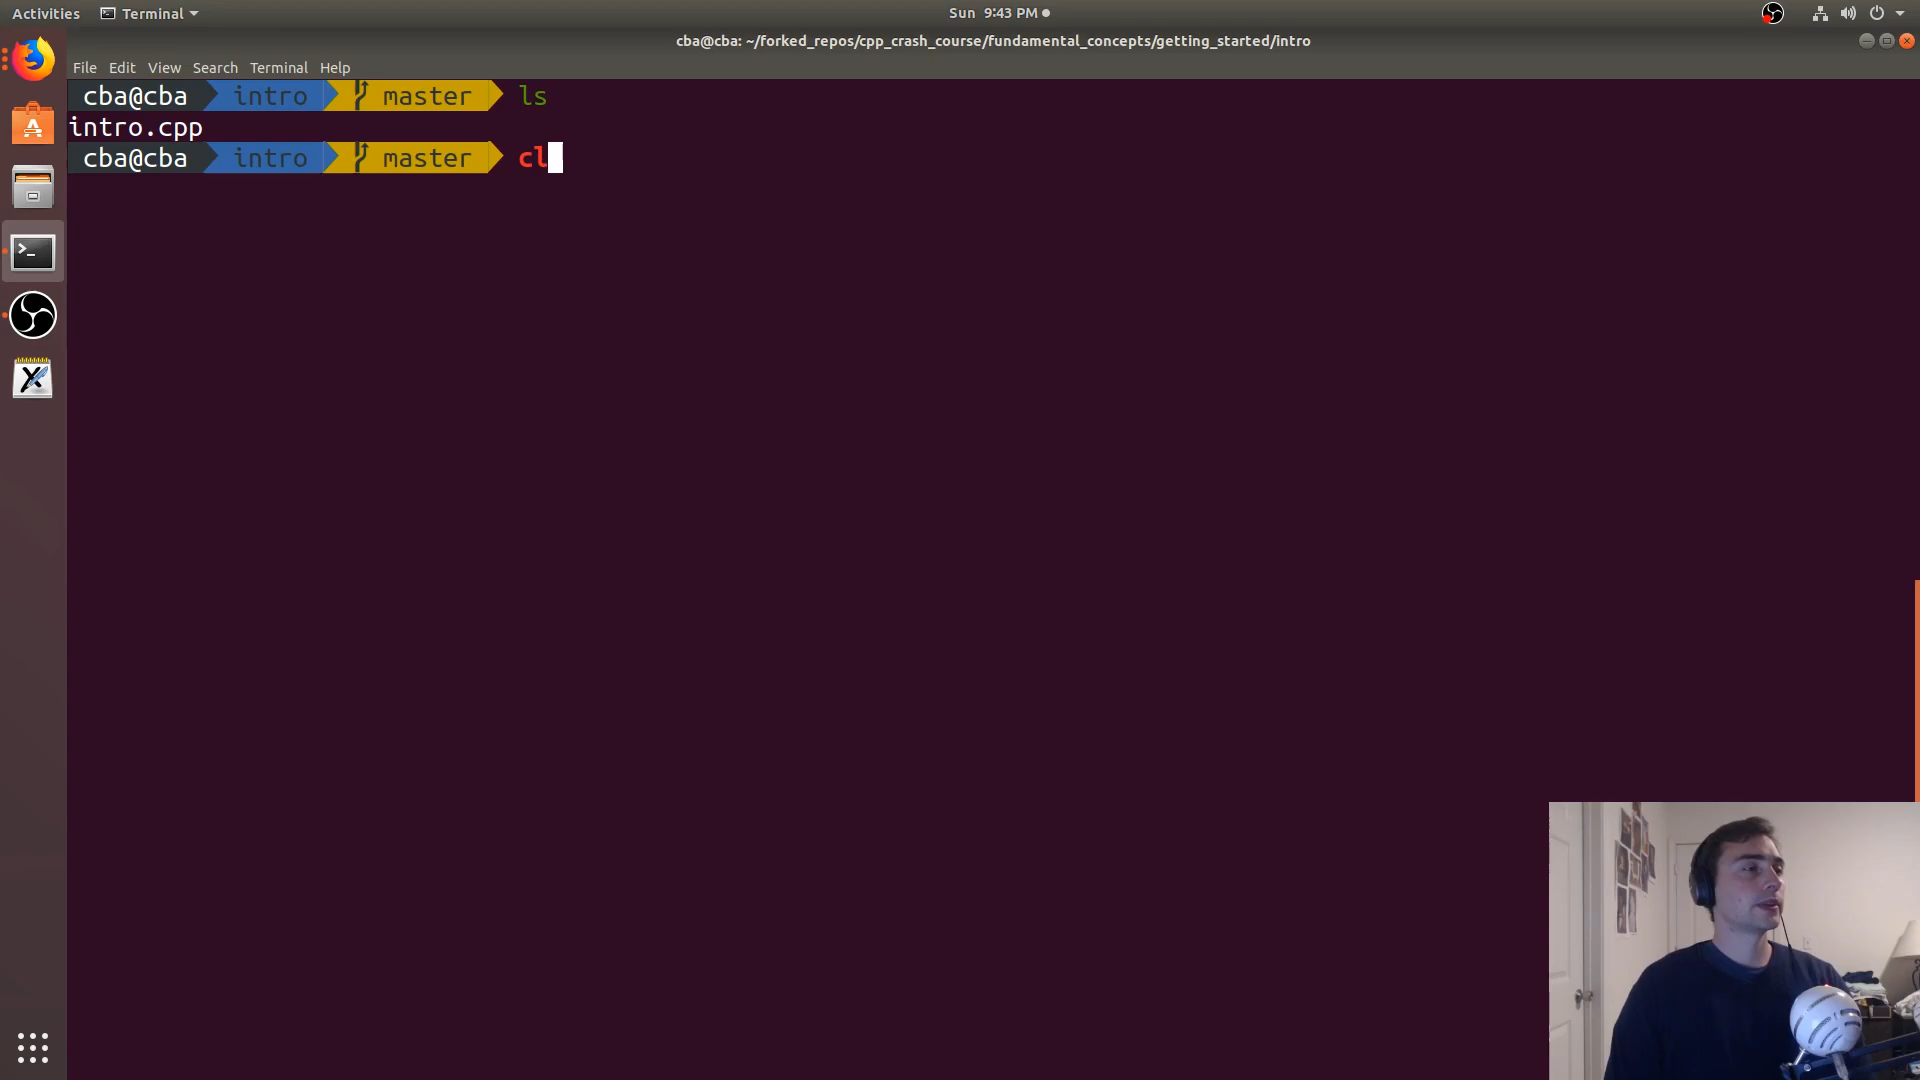 Activities Terminal Sun 9:43 PM
cba@cba: ~/forked_repos/cpp_crash_course/fundamental_concepts/getting_started/intro
File Edit View Search Terminal Help
cba@cba intro master ls
intro.cpp
cba@cba intro master cl